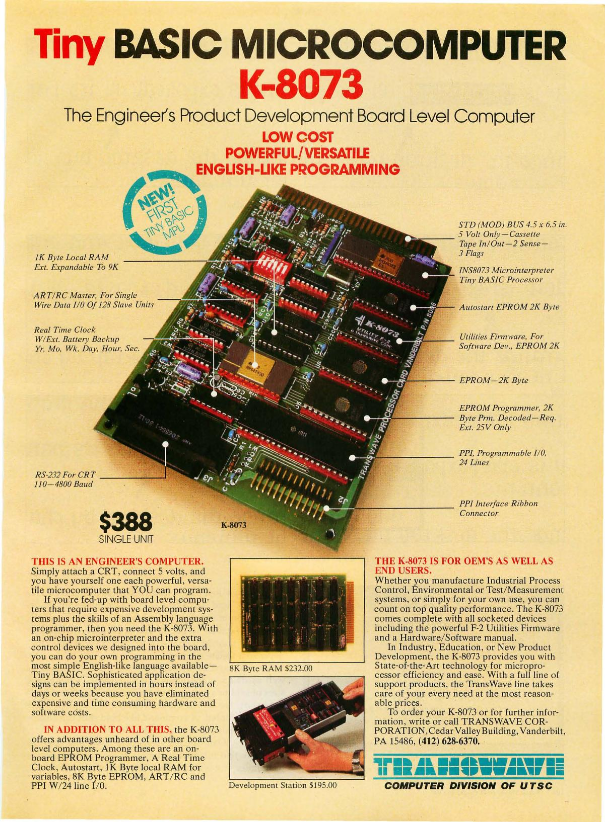 Tiny BASIC MICROCOMPUTER
K-8073
The Engineer's Product Development Board Level Computer
LOW COST
POWERFUL/VERSATILE
ENGLISH-LIKE PROGRAMMING
NEW!
FIRST
TINY BASIC
MPU
1K Byte Local RAM
Ext. Expandable To 9K
ART/RC Master, For Single
Wire Data I/0 Of 128 Slave Units
Real Time Clock
W/Ext. Battery Backup
Yr, Mo, Wk, Day, Hour, Sec.
RS-232 For CRT
110–4800 Baud
STD (MOD) BUS 4.5 x 6.5 in.
5 Volt Only—Cassette
Tape In/Out—2 Sense—
3 Flags
INS8073 Microinterpreter
Tiny BASIC Processor
Autostart EPROM 2K Byte
Utilities Firmware, For
Software Dev., EPROM 2K
EPROM–2K Byte
EPROM Programmer, 2K
Byte Prm. Decoded—Req.
Ext. 25V Only
PPI, Programmable I/0,
24 Lines
PPI Interface Ribbon
Connector
K-8073
TRANSWAVE PROCESSOR CARD VANDERBILT P
J3
J2
$388
SINGLE UNIT
K-8073
THIS IS AN ENGINEER'S COMPUTER.
Simply attach a CRT, connect 5 volts, and
you have yourself one each powerful, versa-
tile microcomputer that YOU can program.
If you're fed-up with board level compu-
ters that require expensive development sys-
tems plus the skills of an Assembly language
programmer, then you need the K-8073. With
an on-chip microinterpreter and the extra
control devices we designed into the board,
you can do your own programming in the
most simple English-like language available—
Tiny BASIC. Sophisticated application de-
signs can be implemented in hours instead of
days or weeks because you have eliminated
expensive and time consuming hardware and
software costs.
IN ADDITION TO ALL THIS, the K-8073
offers advantages unheard of in other board
level computers. Among these are an on-
board EPROM Programmer, A Real Time
Clock, Autostart, 1K Byte local RAM for
variables, 8K Byte EPROM, ART/RC and
PPI W/24 line I/0.
8K Byte RAM $232.00
Development Station $195.00
THE K-8073 IS FOR OEM'S AS WELL AS
END USERS.
Whether you manufacture Industrial Process
Control, Environmental or Test/Measurement
systems, or simply for your own use, you can
count on top quality performance. The K-8073
comes complete with all socketed devices
including the powerful F-2 Utilities Firmware
and a Hardware/Software manual.
In Industry, Education, or New Product
Development, the K-8073 provides you with
State-of-the-Art technology for micropro-
cessor efficiency and ease. With a full line of
support products, the TransWave line takes
care of your every need at the most reason-
able prices.
To order your K-8073 or for further infor-
mation, write or call TRANSWAVE COR-
PORATION, Cedar Valley Building, Vanderbilt,
PA 15486, (412) 628-6370.
TRANSWAVE
COMPUTER DIVISION OF UTSC